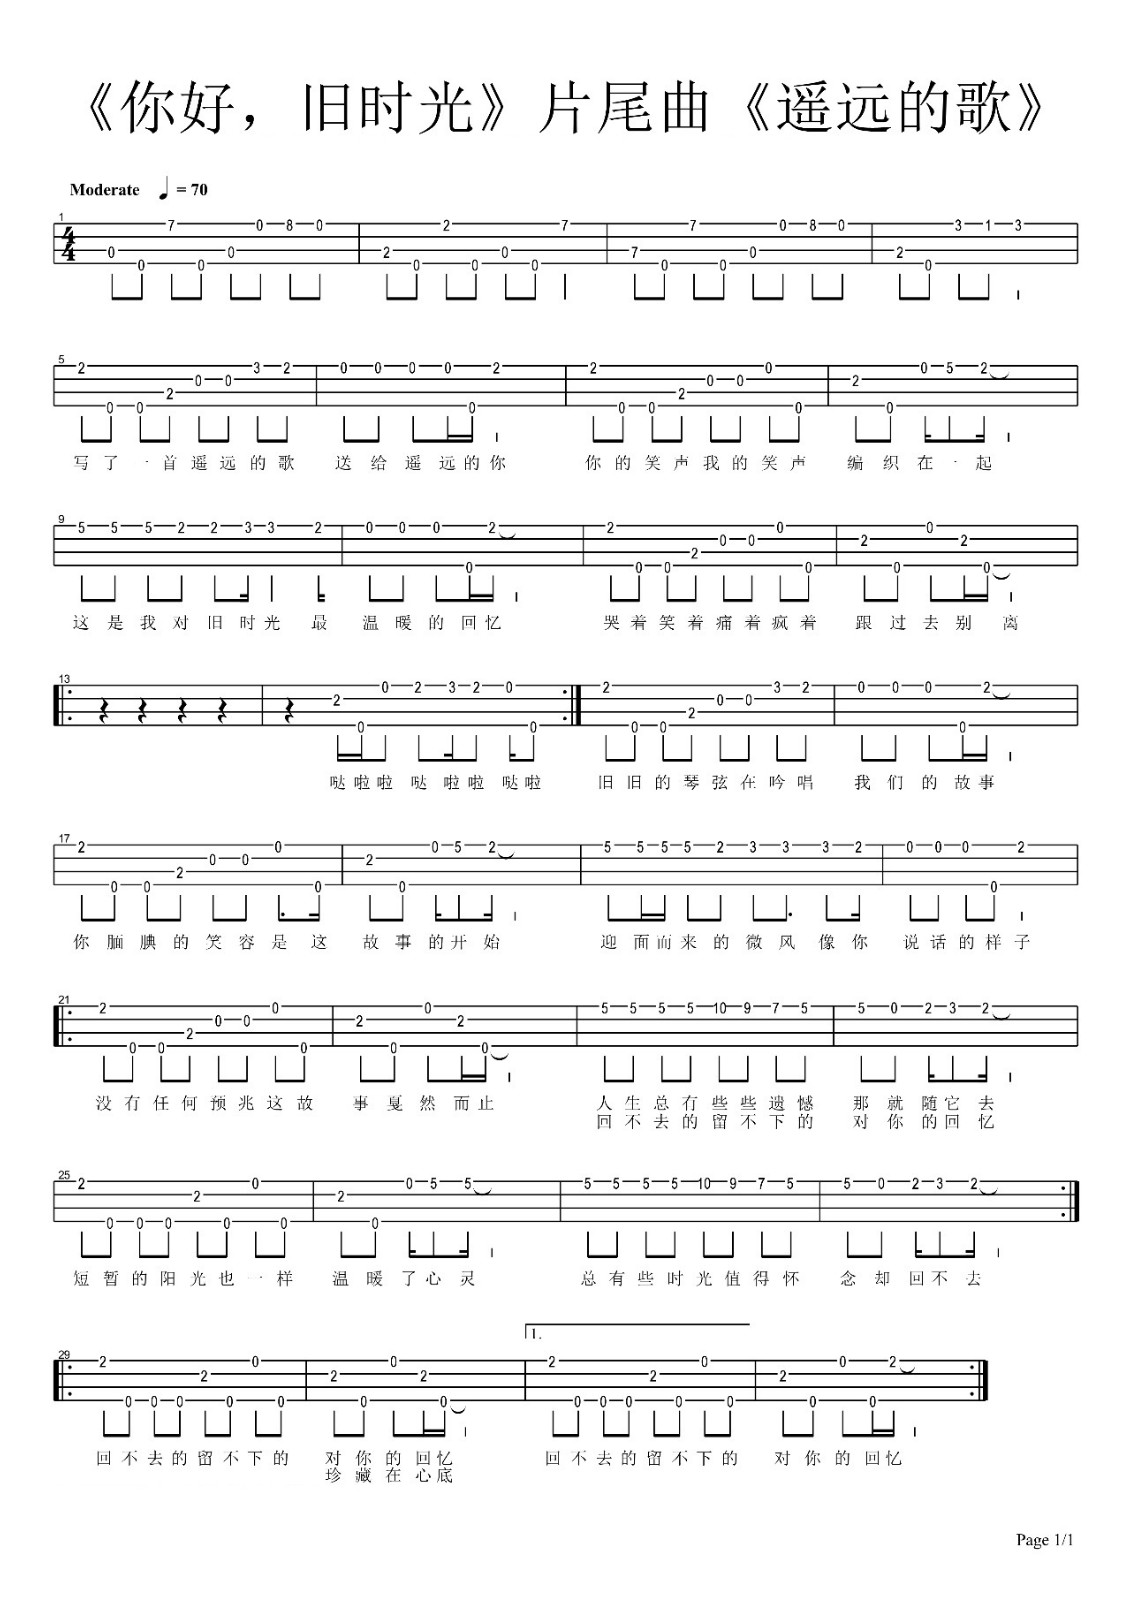 《你好，旧时光》片尾曲《遥远的歌》
Moderate ♩ = 70
1
4
4
0 0 7 0 0 0 8 0 2 0 2 0 0 0 7 7 0 7 0 0 0 8 0 2 0 3 1 3
5
2 0 0 2 0 0 3 2 0 0 0 0 0 2 2 0 0 2 0 0 0 0 2 0 0 5 2
写了一首遥远的歌 送给遥远的你 你的笑声我的笑声 编织在一起
9
5 5 5 2 2 3 3 2 0 0 0 0 2 2 0 0 2 0 0 0 0 2 0 0 2 0
这是我对旧时光 最 温暖的回忆 哭着笑着痛着疯着 跟过去别 离
13
2 0 0 2 3 2 0 0 2 0 0 2 0 0 3 2 0 0 0 0 2
哒啦啦 哒 啦啦 哒啦 旧旧的琴弦在吟唱 我们的故事
17
2 0 0 2 0 0 0 0 2 0 0 5 2 5 5 5 5 2 3 3 3 2 0 0 0 0 2
你腼腆的笑容是这 故事的开始 迎面而来的微风像你 说话的样子
21
2 0 0 2 0 0 0 0 2 0 0 2 0 5 5 5 5 10 9 7 5 5 0 2 3 2
没有任何预兆这故 事戛然而止 人生总有些些遗憾 那就随它去
回不去的留不下的 对你的回忆
25
2 0 0 0 2 0 0 0 2 0 0 5 5 5 5 5 5 10 9 7 5 5 0 2 3 2
短暂的阳光也一样 温暖了心灵 总有些时光值得怀 念却回不去
1.
29
2 0 0 0 2 0 0 0 2 0 0 2 0 2 0 0 0 2 0 0 0 2 0 0 0 2
回不去的留不下的 对你的回忆 回不去的留不下的 对你的回忆
珍藏在心底
Page 1/1